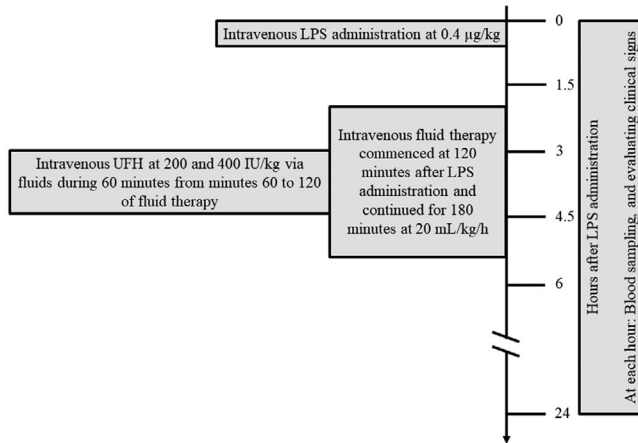 Intravenous LPS administration at 0.4 µg/kg
0
1.5
Intravenous fluid therapy
commenced at 120
minutes after LPS
administration and
continued for 180
minutes at 20 mL/kg/h
Intravenous UFH at 200 and 400 IU/kg via
fluids during 60 minutes from minutes 60 to 120
of fluid therapy
3
4.5
6
24
Hours after LPS administration
At each hour: Blood sampling, and evaluating clinical signs